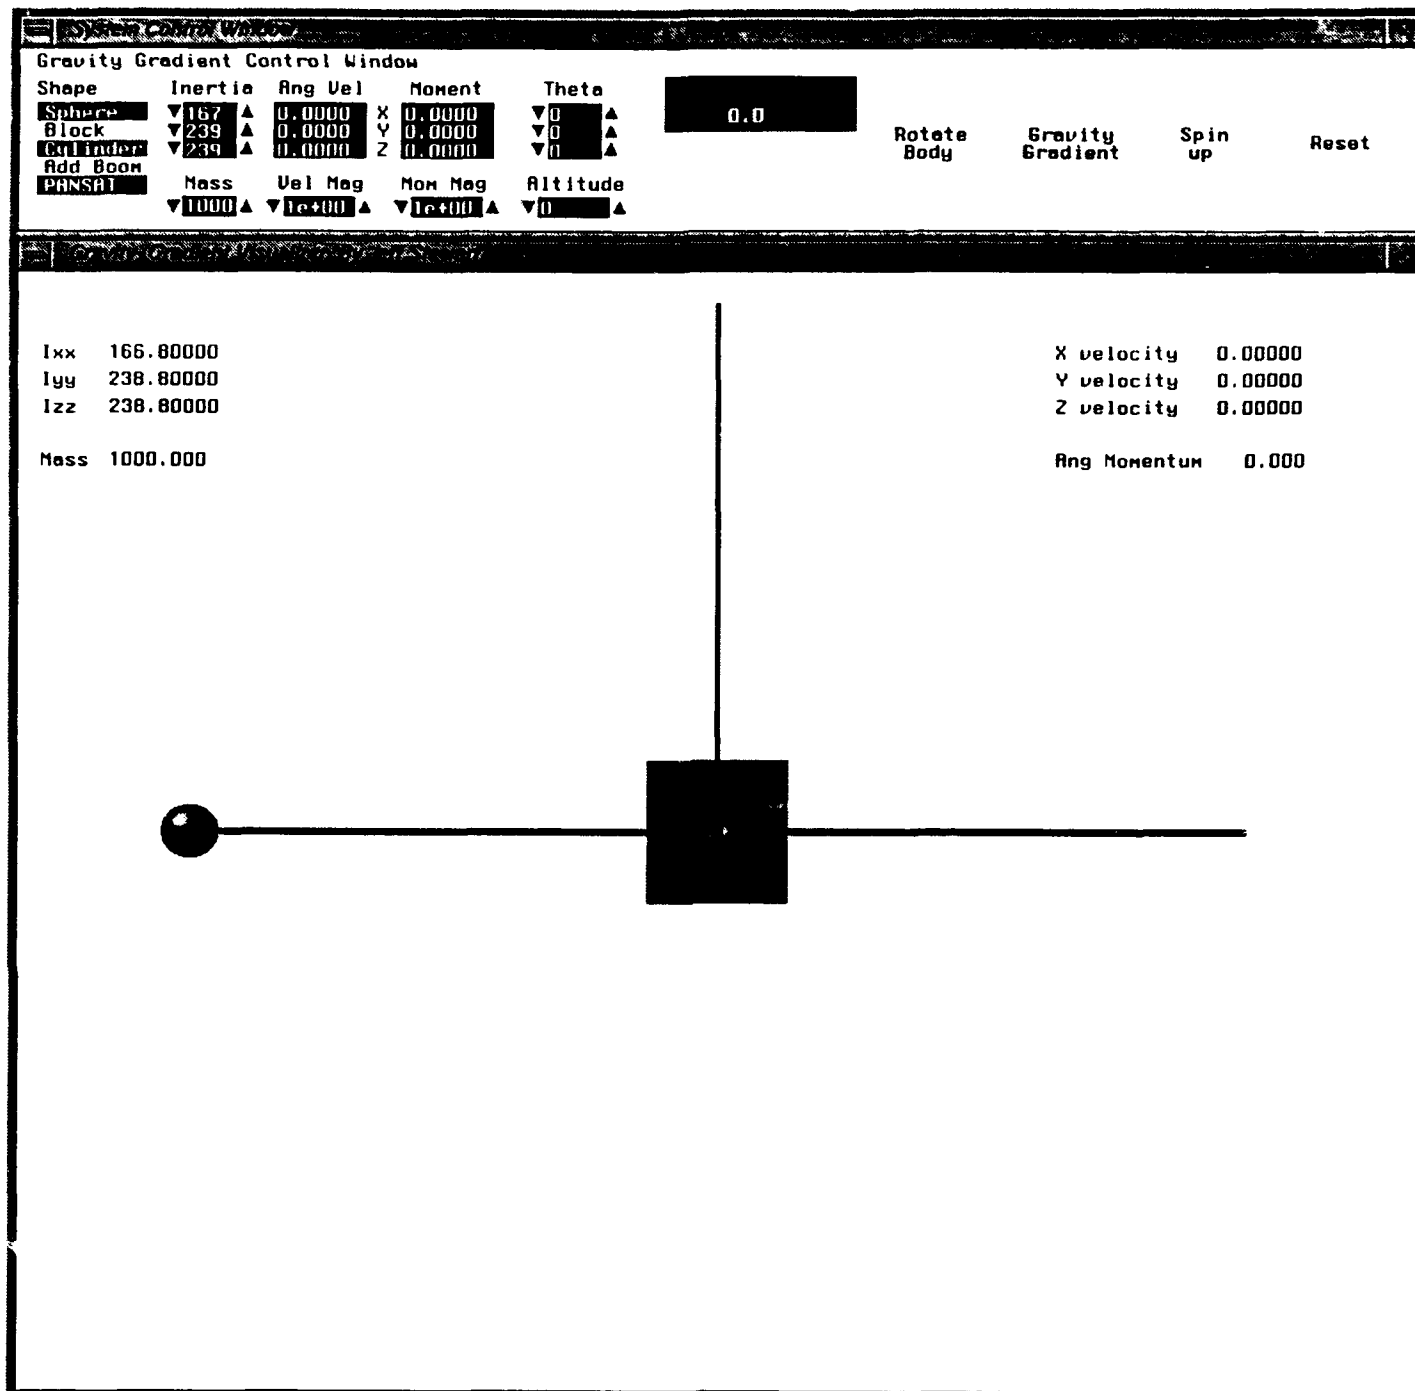 System Control Window
Gravity Gradient Control Window
Shape Inertia Ang Vel Moment Theta
Sphere 167 0.0000 X 0.0000 0 0.0
Block 239 0.0000 Y 0.0000 0 Rotate Body Gravity Gradient Spin up Reset
Cylinder 239 0.0000 Z 0.0000 0
Add Boom
PANSAT Mass Vel Mag Mom Mag Altitude
1000 1e+00 1e+00 0
Ixx 166.80000 X velocity 0.00000
Iyy 238.80000 Y velocity 0.00000
Izz 238.80000 Z velocity 0.00000
Mass 1000.000 Ang Momentum 0.000